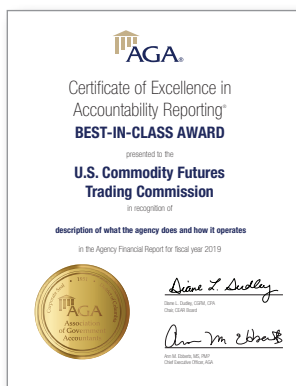 AGA®
Certificate of Excellence in
Accountability Reporting®
BEST-IN-CLASS AWARD
presented to the
U.S. Commodity Futures
Trading Commission
in recognition of
description of what the agency does and how it operates
in the Agency Financial Report for fiscal year 2019
AGA
Association
of Government
Accountants
Diane L. Dudley
Diane L. Dudley, CGFM, CPA
Chair, CEAR Board
Ann M Ebberts
Ann M. Ebberts, MS, PMP
Chief Executive Officer, AGA